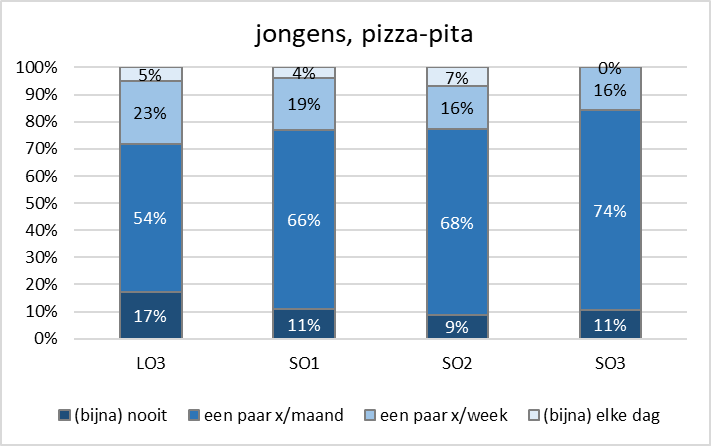 jongens, pizza-pita
100%
90%
80%
70%
60%
50%
40%
30%
20%
10%
0%
5% 4% 7% 0%
23% 19% 16% 16%
54% 66% 68% 74%
17% 11% 9% 11%
LO3 SO1 SO2 SO3
(bijna) nooit een paar x/maand een paar x/week (bijna) elke dag